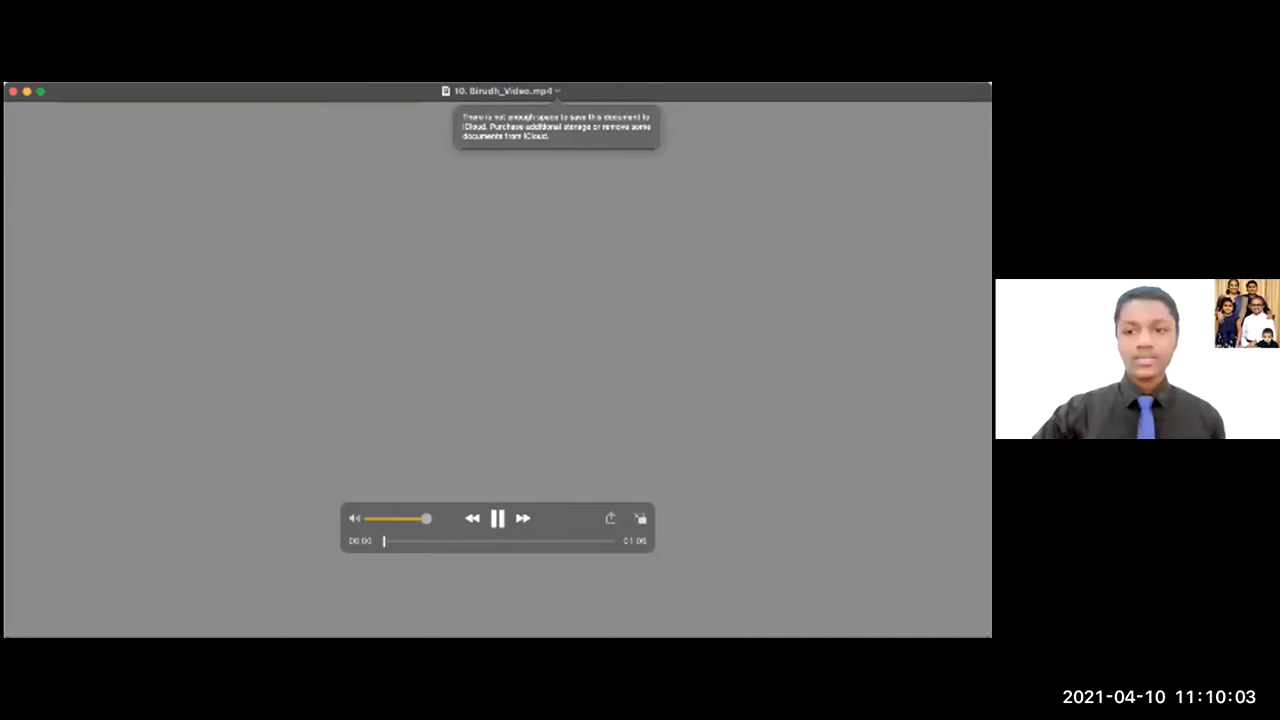 10. Birudh_Video.mp4
There is not enough space to save this document to
iCloud. Purchase additional storage or remove some
documents from iCloud.
00:00
01:06
2021-04-10 11:10:03